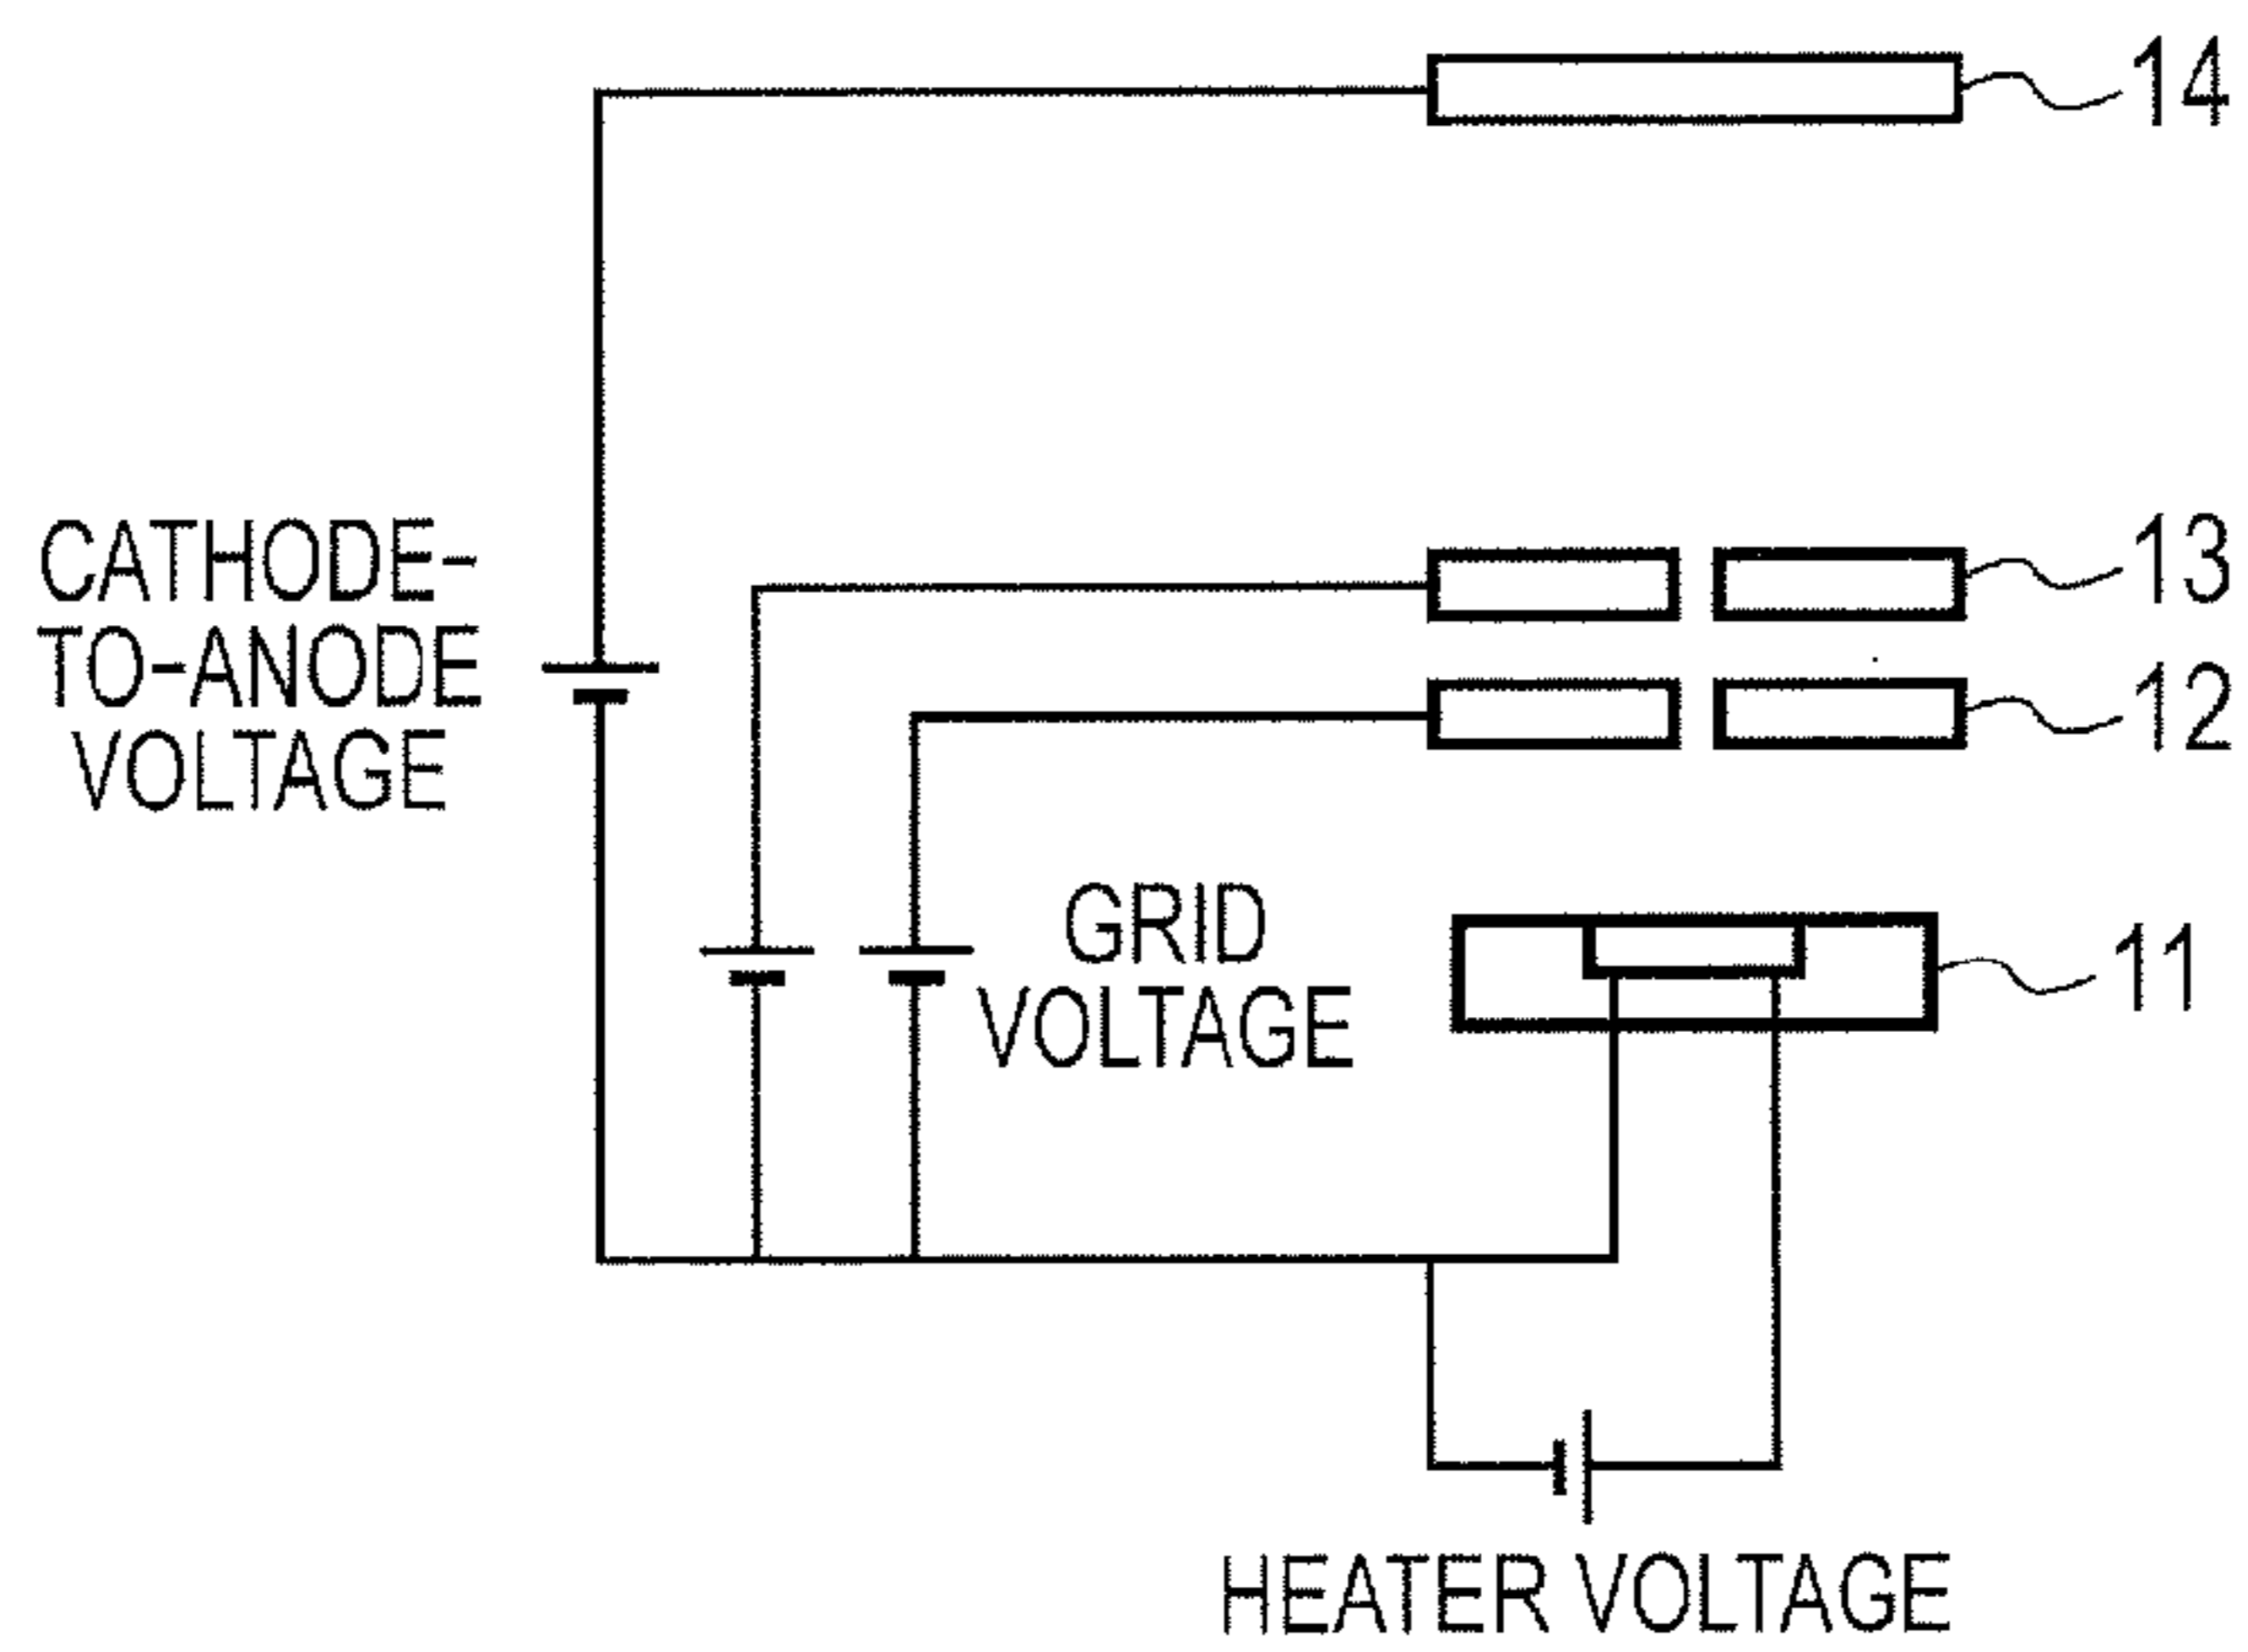 14
CATHODE-
TO-ANODE
VOLTAGE
13
12
GRID
VOLTAGE
11
HEATER VOLTAGE